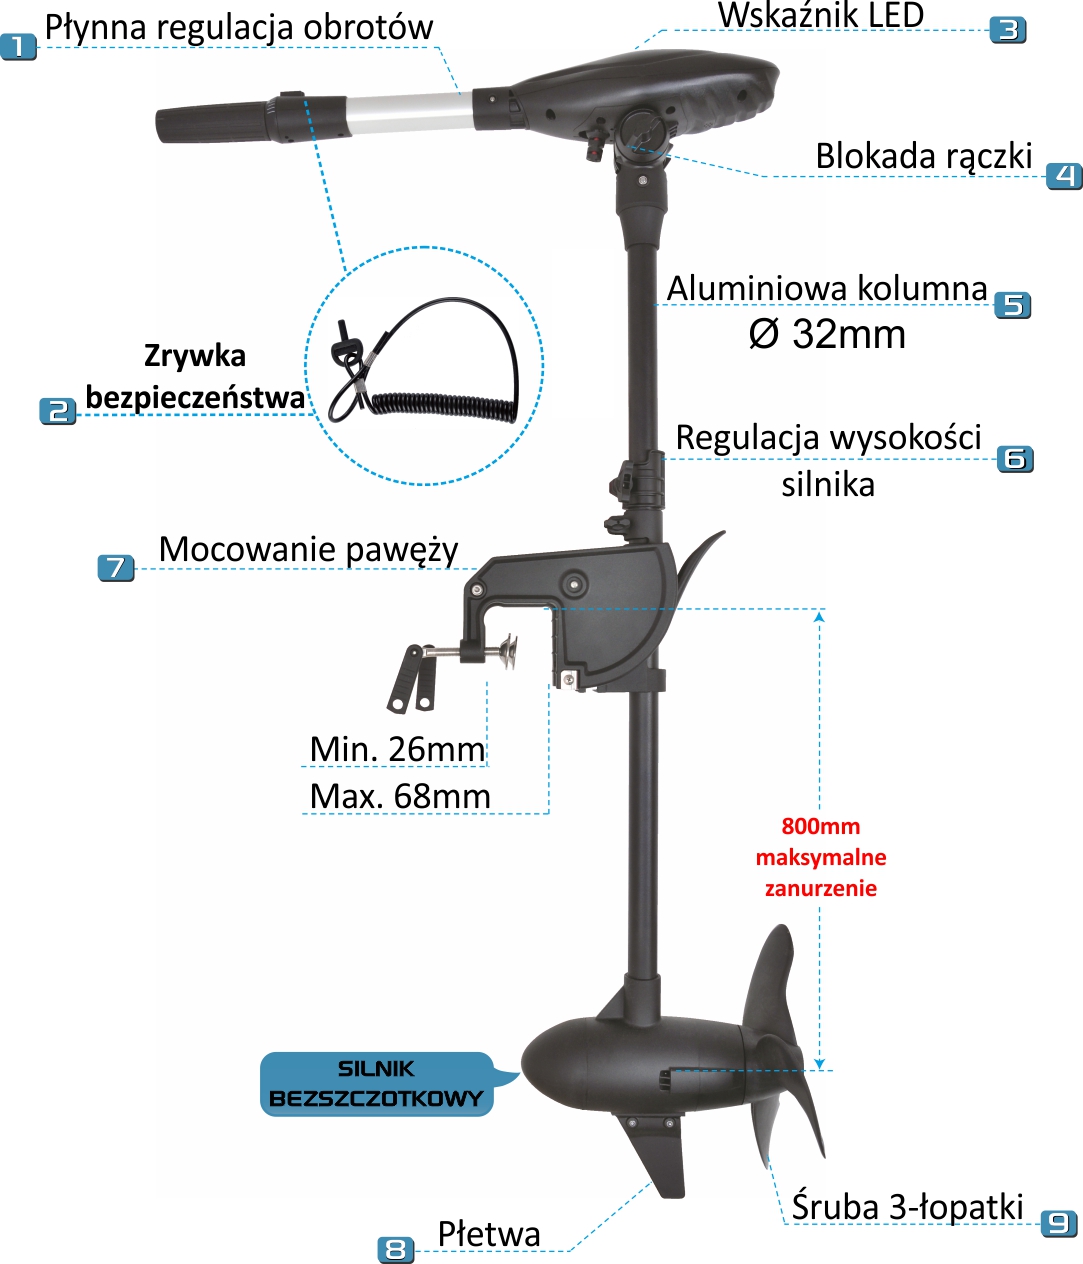 1 Płynna regulacja obrotów
Wskaźnik LED 3
Blokada rączki 4
Aluminiowa kolumna 5
Ø 32mm
Zrywka
2 bezpieczeństwa
Regulacja wysokości 6
silnika
7 Mocowanie pawęży
Min. 26mm
Max. 68mm
800mm
maksymalne
zanurzenie
SILNIK
BEZSZCZOTKOWY
Śruba 3-łopatki 9
8 Płetwa